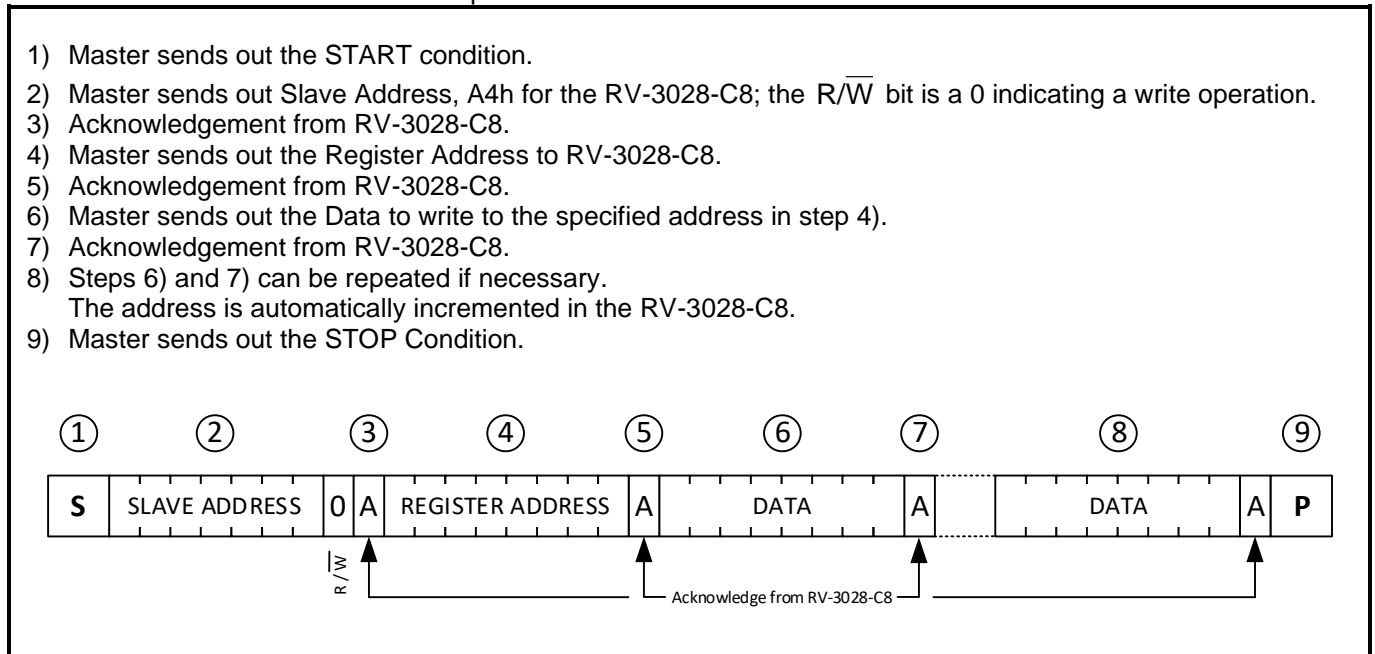 1) Master sends out the START condition.
2) Master sends out Slave Address, A4h for the RV-3028-C8; the R/W̅ bit is a 0 indicating a write operation.
3) Acknowledgement from RV-3028-C8.
4) Master sends out the Register Address to RV-3028-C8.
5) Acknowledgement from RV-3028-C8.
6) Master sends out the Data to write to the specified address in step 4).
7) Acknowledgement from RV-3028-C8.
8) Steps 6) and 7) can be repeated if necessary.
The address is automatically incremented in the RV-3028-C8.
9) Master sends out the STOP Condition.
① ② ③ ④ ⑤ ⑥ ⑦ ⑧ ⑨
S SLAVE ADDRESS 0 A REGISTER ADDRESS A DATA A DATA A P
R/W̅
Acknowledge from RV-3028-C8